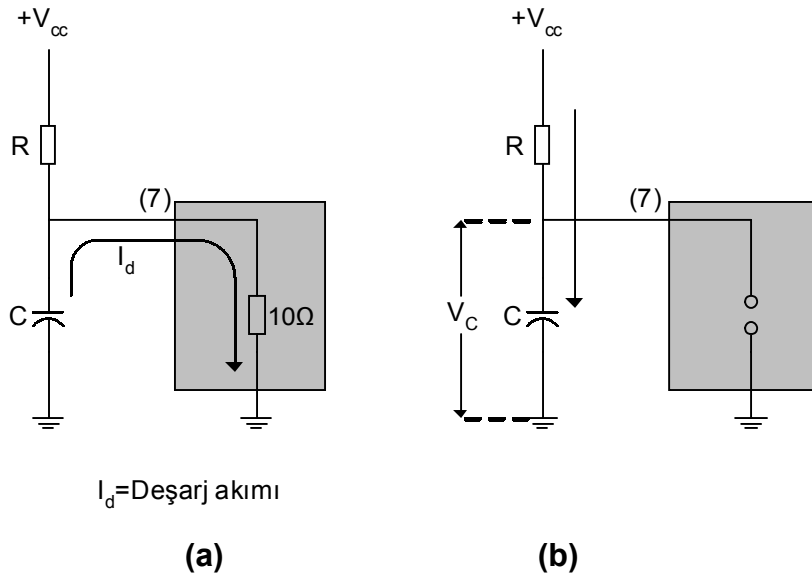 +Vcc
R
(7)
Id
C
10Ω
Id=Deşarj akımı
(a)
+Vcc
R
(7)
VC
C
(b)